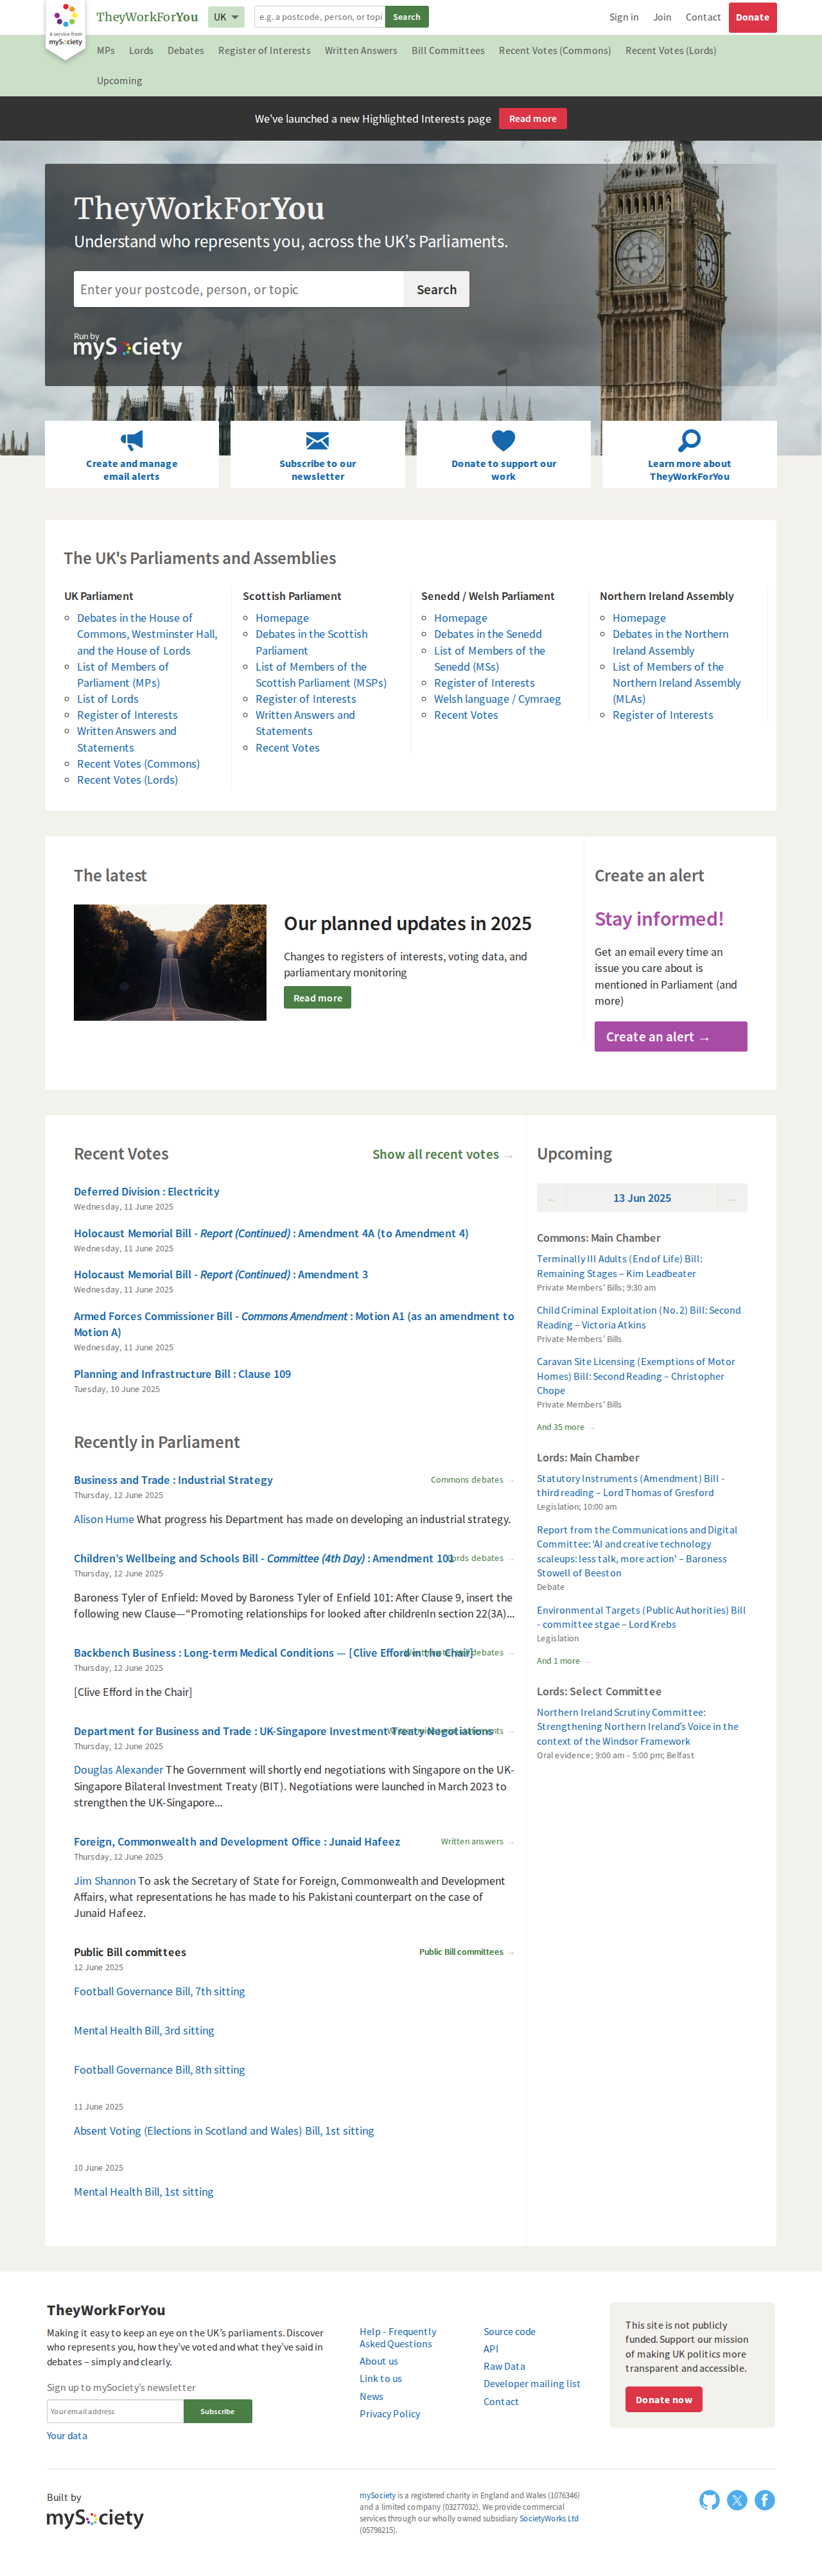 A service from
mySociety
TheyWorkForYou
UK
e.g. a postcode, person, or topi
Search
Sign in
Join
Contact
Donate
MPs
Lords
Debates
Register of Interests
Written Answers
Bill Committees
Recent Votes (Commons)
Recent Votes (Lords)
Upcoming
We've launched a new Highlighted Interests page
Read more
TheyWorkForYou
Understand who represents you, across the UK's Parliaments.
Enter your postcode, person, or topic
Search
Run by
mySociety
Create and manage
email alerts
Subscribe to our
newsletter
Donate to support our
work
Learn more about
TheyWorkForYou
The UK's Parliaments and Assemblies
UK Parliament
Debates in the House of
Commons, Westminster Hall,
and the House of Lords
List of Members of
Parliament (MPs)
List of Lords
Register of Interests
Written Answers and
Statements
Recent Votes (Commons)
Recent Votes (Lords)
Scottish Parliament
Homepage
Debates in the Scottish
Parliament
List of Members of the
Scottish Parliament (MSPs)
Register of Interests
Written Answers and
Statements
Recent Votes
Senedd / Welsh Parliament
Homepage
Debates in the Senedd
List of Members of the
Senedd (MSs)
Register of Interests
Welsh language / Cymraeg
Recent Votes
Northern Ireland Assembly
Homepage
Debates in the Northern
Ireland Assembly
List of Members of the
Northern Ireland Assembly
(MLAs)
Register of Interests
The latest
Our planned updates in 2025
Changes to registers of interests, voting data, and
parliamentary monitoring
Read more
Create an alert
Stay informed!
Get an email every time an
issue you care about is
mentioned in Parliament (and
more)
Create an alert →
Recent Votes
Show all recent votes →
Deferred Division : Electricity
Wednesday, 11 June 2025
Holocaust Memorial Bill - Report (Continued) : Amendment 4A (to Amendment 4)
Wednesday, 11 June 2025
Holocaust Memorial Bill - Report (Continued) : Amendment 3
Wednesday, 11 June 2025
Armed Forces Commissioner Bill - Commons Amendment : Motion A1 (as an amendment to
Motion A)
Wednesday, 11 June 2025
Planning and Infrastructure Bill : Clause 109
Tuesday, 10 June 2025
Recently in Parliament
Business and Trade : Industrial Strategy
Commons debates →
Thursday, 12 June 2025
Alison Hume What progress his Department has made on developing an industrial strategy.
Children's Wellbeing and Schools Bill - Committee (4th Day) : Amendment 101
Lords debates →
Thursday, 12 June 2025
Baroness Tyler of Enfield: Moved by Baroness Tyler of Enfield 101: After Clause 9, insert the
following new Clause—“Promoting relationships for looked after childrenIn section 22(3A)...
Backbench Business : Long-term Medical Conditions — [Clive Efford in the Chair]
debates →
Thursday, 12 June 2025
[Clive Efford in the Chair]
Department for Business and Trade : UK-Singapore Investment Treaty Negotiations
→
Thursday, 12 June 2025
Douglas Alexander The Government will shortly end negotiations with Singapore on the UK-
Singapore Bilateral Investment Treaty (BIT). Negotiations were launched in March 2023 to
strengthen the UK-Singapore...
Foreign, Commonwealth and Development Office : Junaid Hafeez
Written answers →
Thursday, 12 June 2025
Jim Shannon To ask the Secretary of State for Foreign, Commonwealth and Development
Affairs, what representations he has made to his Pakistani counterpart on the case of
Junaid Hafeez.
Public Bill committees
Public Bill committees →
12 June 2025
Football Governance Bill, 7th sitting
Mental Health Bill, 3rd sitting
Football Governance Bill, 8th sitting
11 June 2025
Absent Voting (Elections in Scotland and Wales) Bill, 1st sitting
10 June 2025
Mental Health Bill, 1st sitting
Upcoming
← 13 Jun 2025 →
Commons: Main Chamber
Terminally Ill Adults (End of Life) Bill:
Remaining Stages – Kim Leadbeater
Private Members' Bills; 9:30 am
Child Criminal Exploitation (No. 2) Bill: Second
Reading – Victoria Atkins
Private Members' Bills
Caravan Site Licensing (Exemptions of Motor
Homes) Bill: Second Reading – Christopher
Chope
Private Members' Bills
And 35 more →
Lords: Main Chamber
Statutory Instruments (Amendment) Bill -
third reading – Lord Thomas of Gresford
Legislation; 10:00 am
Report from the Communications and Digital
Committee: 'AI and creative technology
scaleups: less talk, more action' – Baroness
Stowell of Beeston
Debate
Environmental Targets (Public Authorities) Bill
- committee stgae – Lord Krebs
Legislation
And 1 more →
Lords: Select Committee
Northern Ireland Scrutiny Committee:
Strengthening Northern Ireland's Voice in the
context of the Windsor Framework
Oral evidence; 9:00 am – 5:00 pm; Belfast
TheyWorkForYou
Making it easy to keep an eye on the UK's parliaments. Discover
who represents you, how they've voted and what they've said in
debates – simply and clearly.
Sign up to mySociety's newsletter
Your email address
Subscribe
Your data
Help - Frequently
Asked Questions
About us
Link to us
News
Privacy Policy
Source code
API
Raw Data
Developer mailing list
Contact
This site is not publicly
funded. Support our mission
of making UK politics more
transparent and accessible.
Donate now
Built by
mySociety
mySociety is a registered charity in England and Wales (1076346)
and a limited company (03277032). We provide commercial
services through our wholly owned subsidiary SocietyWorks Ltd
(05798215).